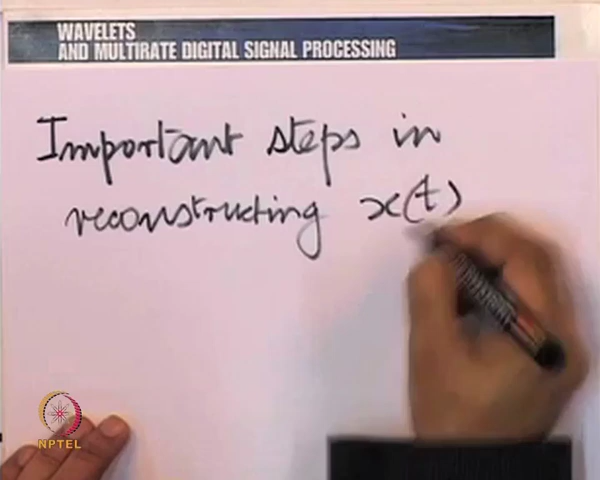 WAVELETS
AND MULTIRATE DIGITAL SIGNAL PROCESSING
Important steps in
reconstructing x(t)
NPTEL